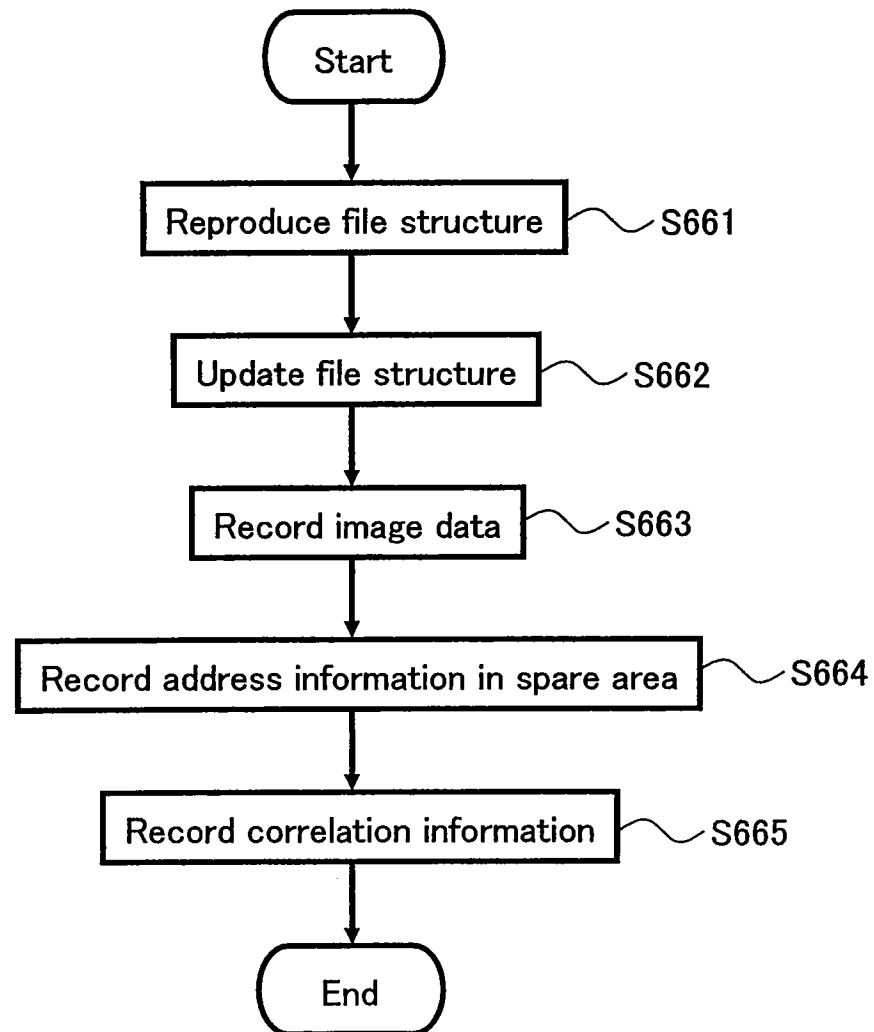 Start
Reproduce file structure
S661
Update file structure
S662
Record image data
S663
Record address information in spare area
S664
Record correlation information
S665
End